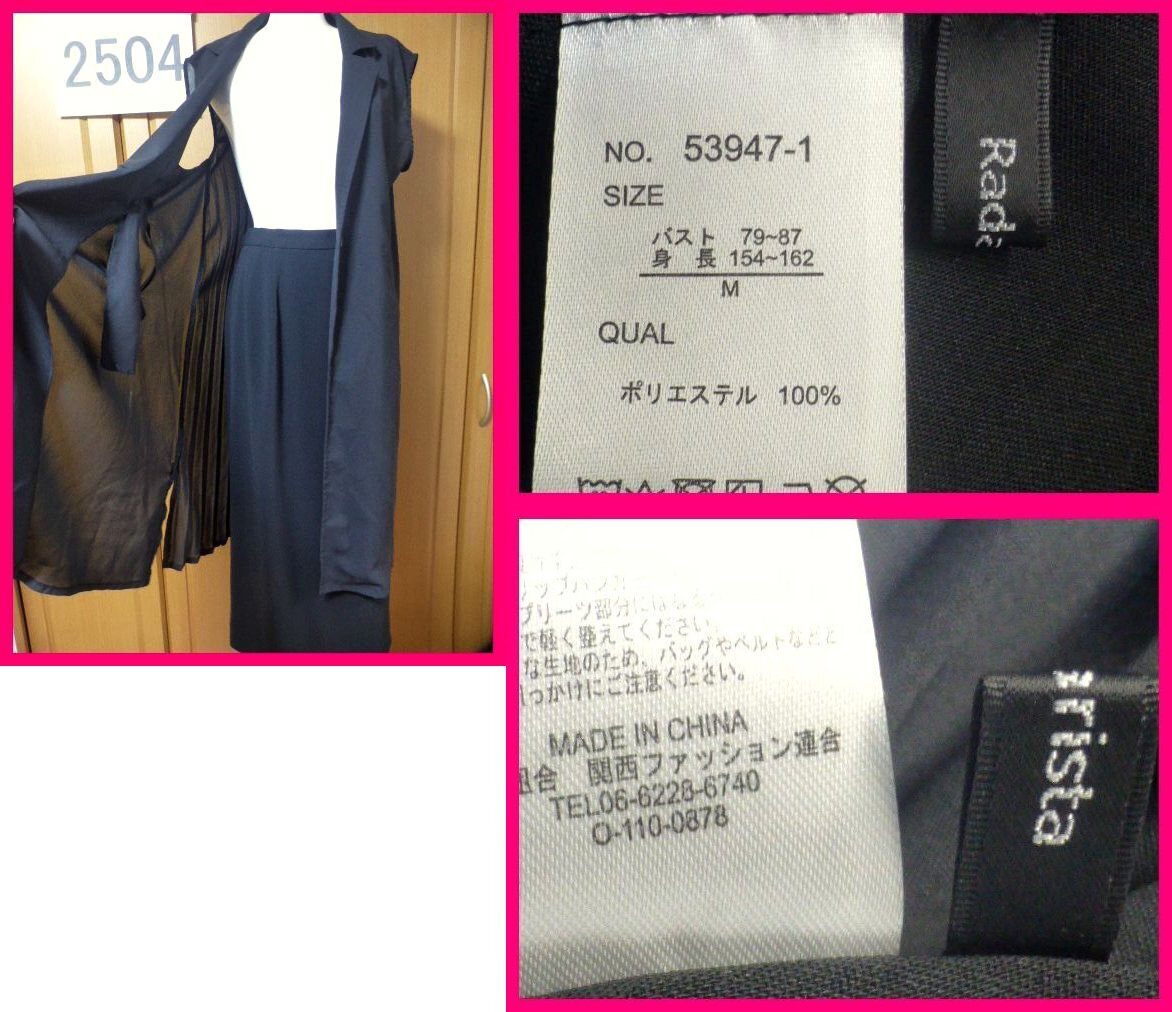 2504
NO. 53947-1
SIZE
バスト 79~87
身 長 154~162
M
QUAL
ポリエステル 100%
Rad
プリーツ部分には
で軽く整えてください。
な生地のため、バッグやベルトなどと
っかけにご注意ください。
MADE IN CHINA
組合 関西ファッション連合
TEL06-6228-6740
O-110-0878
rista